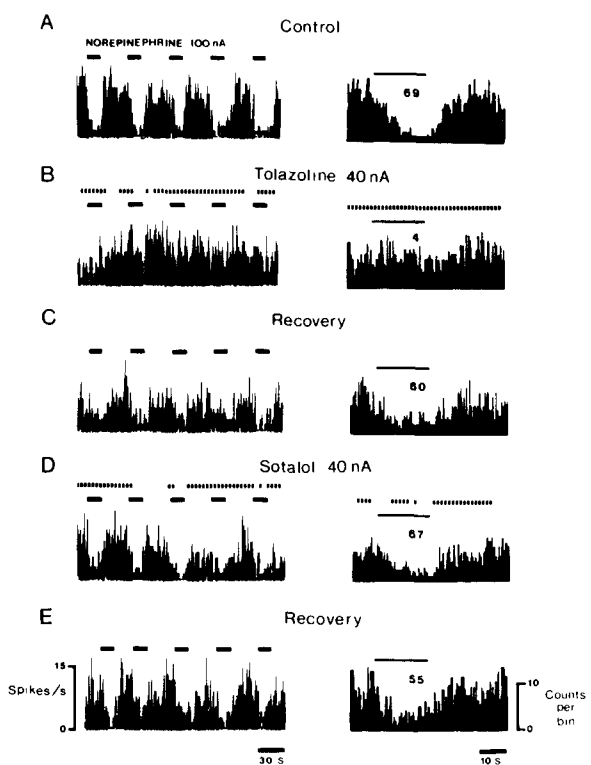 A
Control
NOREPINEPHRINE 100 nA
69
B
Tolazoline 40 nA
4
C
Recovery
60
D
Sotalol 40 nA
67
E
Recovery
15
Spikes/s
0
55
10
Counts
per
bin
0
30 S
10 S